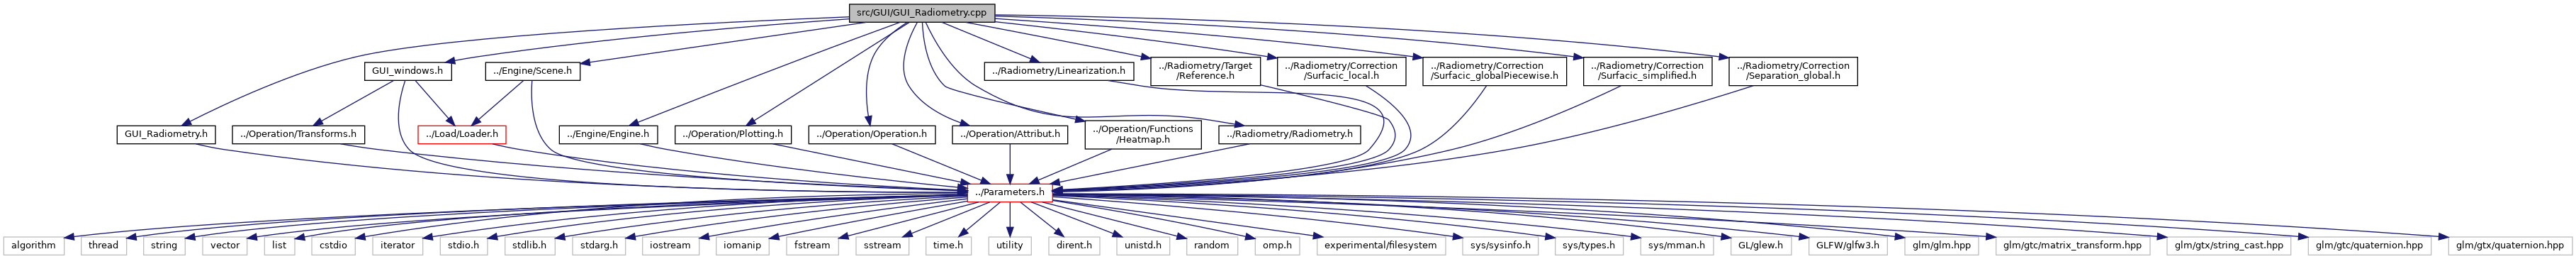 src/GUI/GUI_Radiometry.cpp
GUI_windows.h
../Engine/Scene.h
../Radiometry/Linearization.h
../Radiometry/Target
/Reference.h
../Radiometry/Correction
/Surfacic_local.h
../Radiometry/Correction
/Surfacic_globalPiecewise.h
../Radiometry/Correction
/Surfacic_simplified.h
../Radiometry/Correction
/Separation_global.h
GUI_Radiometry.h
../Operation/Transforms.h
../Load/Loader.h
../Engine/Engine.h
../Operation/Plotting.h
../Operation/Operation.h
../Operation/Attribut.h
../Operation/Functions
/Heatmap.h
../Radiometry/Radiometry.h
../Parameters.h
algorithm
thread
string
vector
list
cstdio
iterator
stdio.h
stdlib.h
stdarg.h
iostream
iomanip
fstream
sstream
time.h
utility
dirent.h
unistd.h
random
omp.h
experimental/filesystem
sys/sysinfo.h
sys/types.h
sys/mman.h
GL/glew.h
GLFW/glfw3.h
glm/glm.hpp
glm/gtc/matrix_transform.hpp
glm/gtx/string_cast.hpp
glm/gtc/quaternion.hpp
glm/gtx/quaternion.hpp